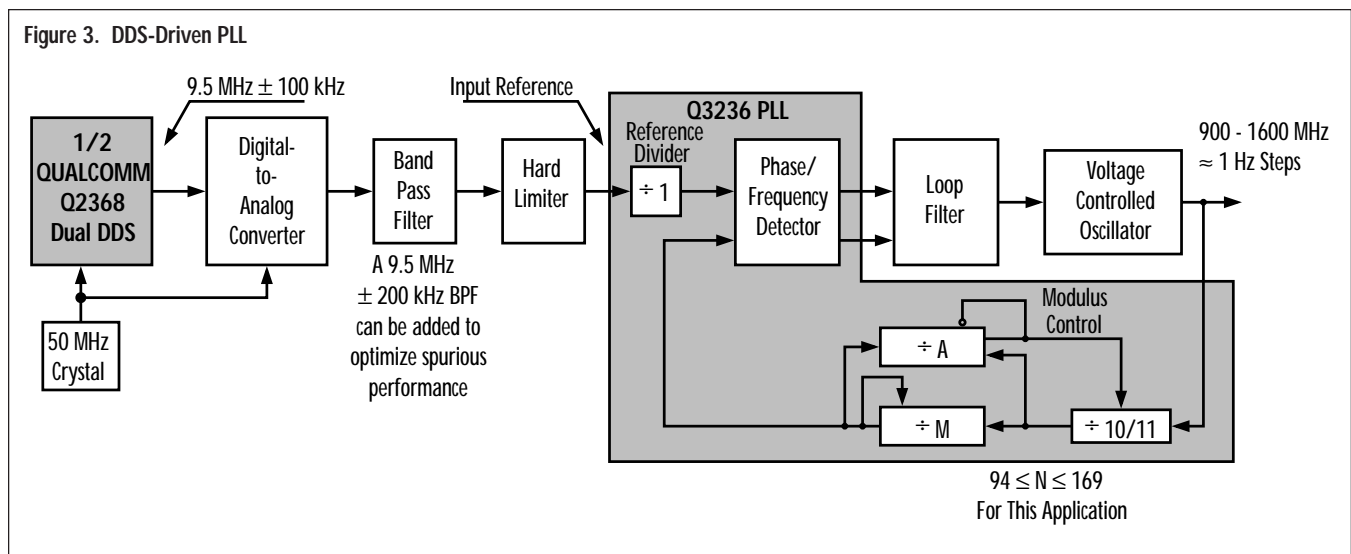 Figure 3. DDS-Driven PLL
9.5 MHz ± 100 kHz
Input Reference
1/2
QUALCOMM
Q2368
Dual DDS
Digital-
to-
Analog
Converter
Band
Pass
Filter
Hard
Limiter
Q3236 PLL
Reference
Divider
÷ 1
Phase/
Frequency
Detector
Loop
Filter
Voltage
Controlled
Oscillator
900 - 1600 MHz
≈ 1 Hz Steps
50 MHz
Crystal
A 9.5 MHz
± 200 kHz BPF
can be added to
optimize spurious
performance
Modulus
Control
÷ A
÷ M
÷ 10/11
94 ≤ N ≤ 169
For This Application